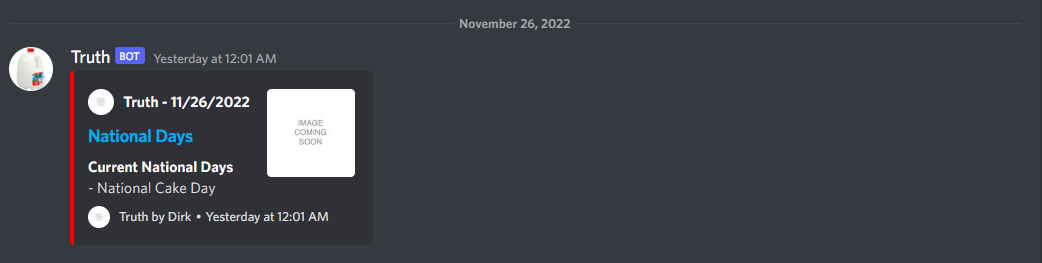 November 26, 2022
Truth BOT Yesterday at 12:01 AM
Truth - 11/26/2022
IMAGE
COMING
SOON
National Days
Current National Days
- National Cake Day
Truth by Dirk • Yesterday at 12:01 AM